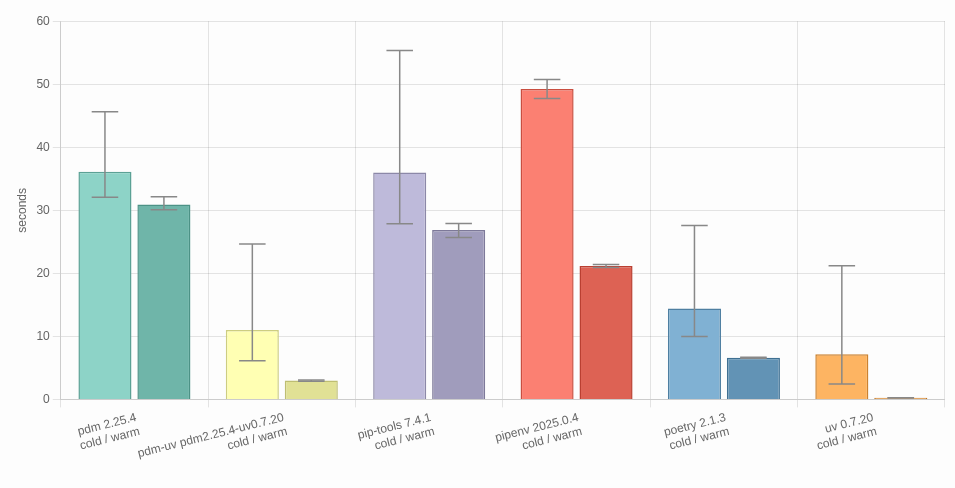 60
50
40
30
20
10
0
seconds
pdm 2.25.4
cold / warm
pdm-uv pdm2.25.4-uv0.7.20
cold / warm
pip-tools 7.4.1
cold / warm
pipenv 2025.0.4
cold / warm
poetry 2.1.3
cold / warm
uv 0.7.20
cold / warm